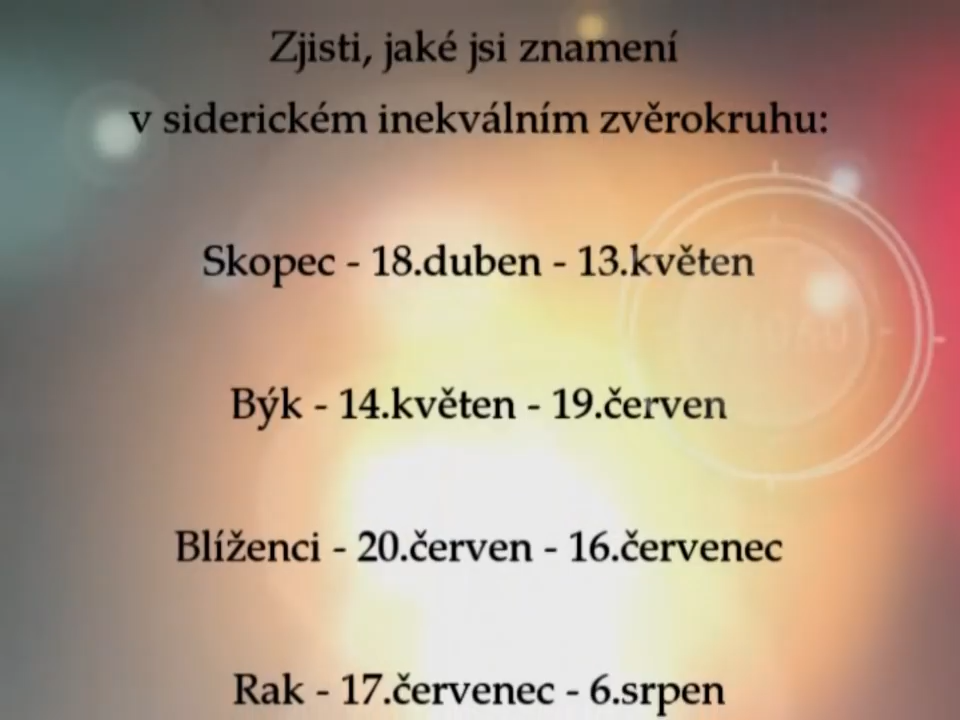 Zjisti, jaké jsi znamení
v siderickém inekválním zvěrokruhu:
Skopec - 18.duben - 13.květen
Býk - 14.květen - 19.červen
Blíženci - 20.červen - 16.červenec
Rak - 17.červenec - 6.srpen